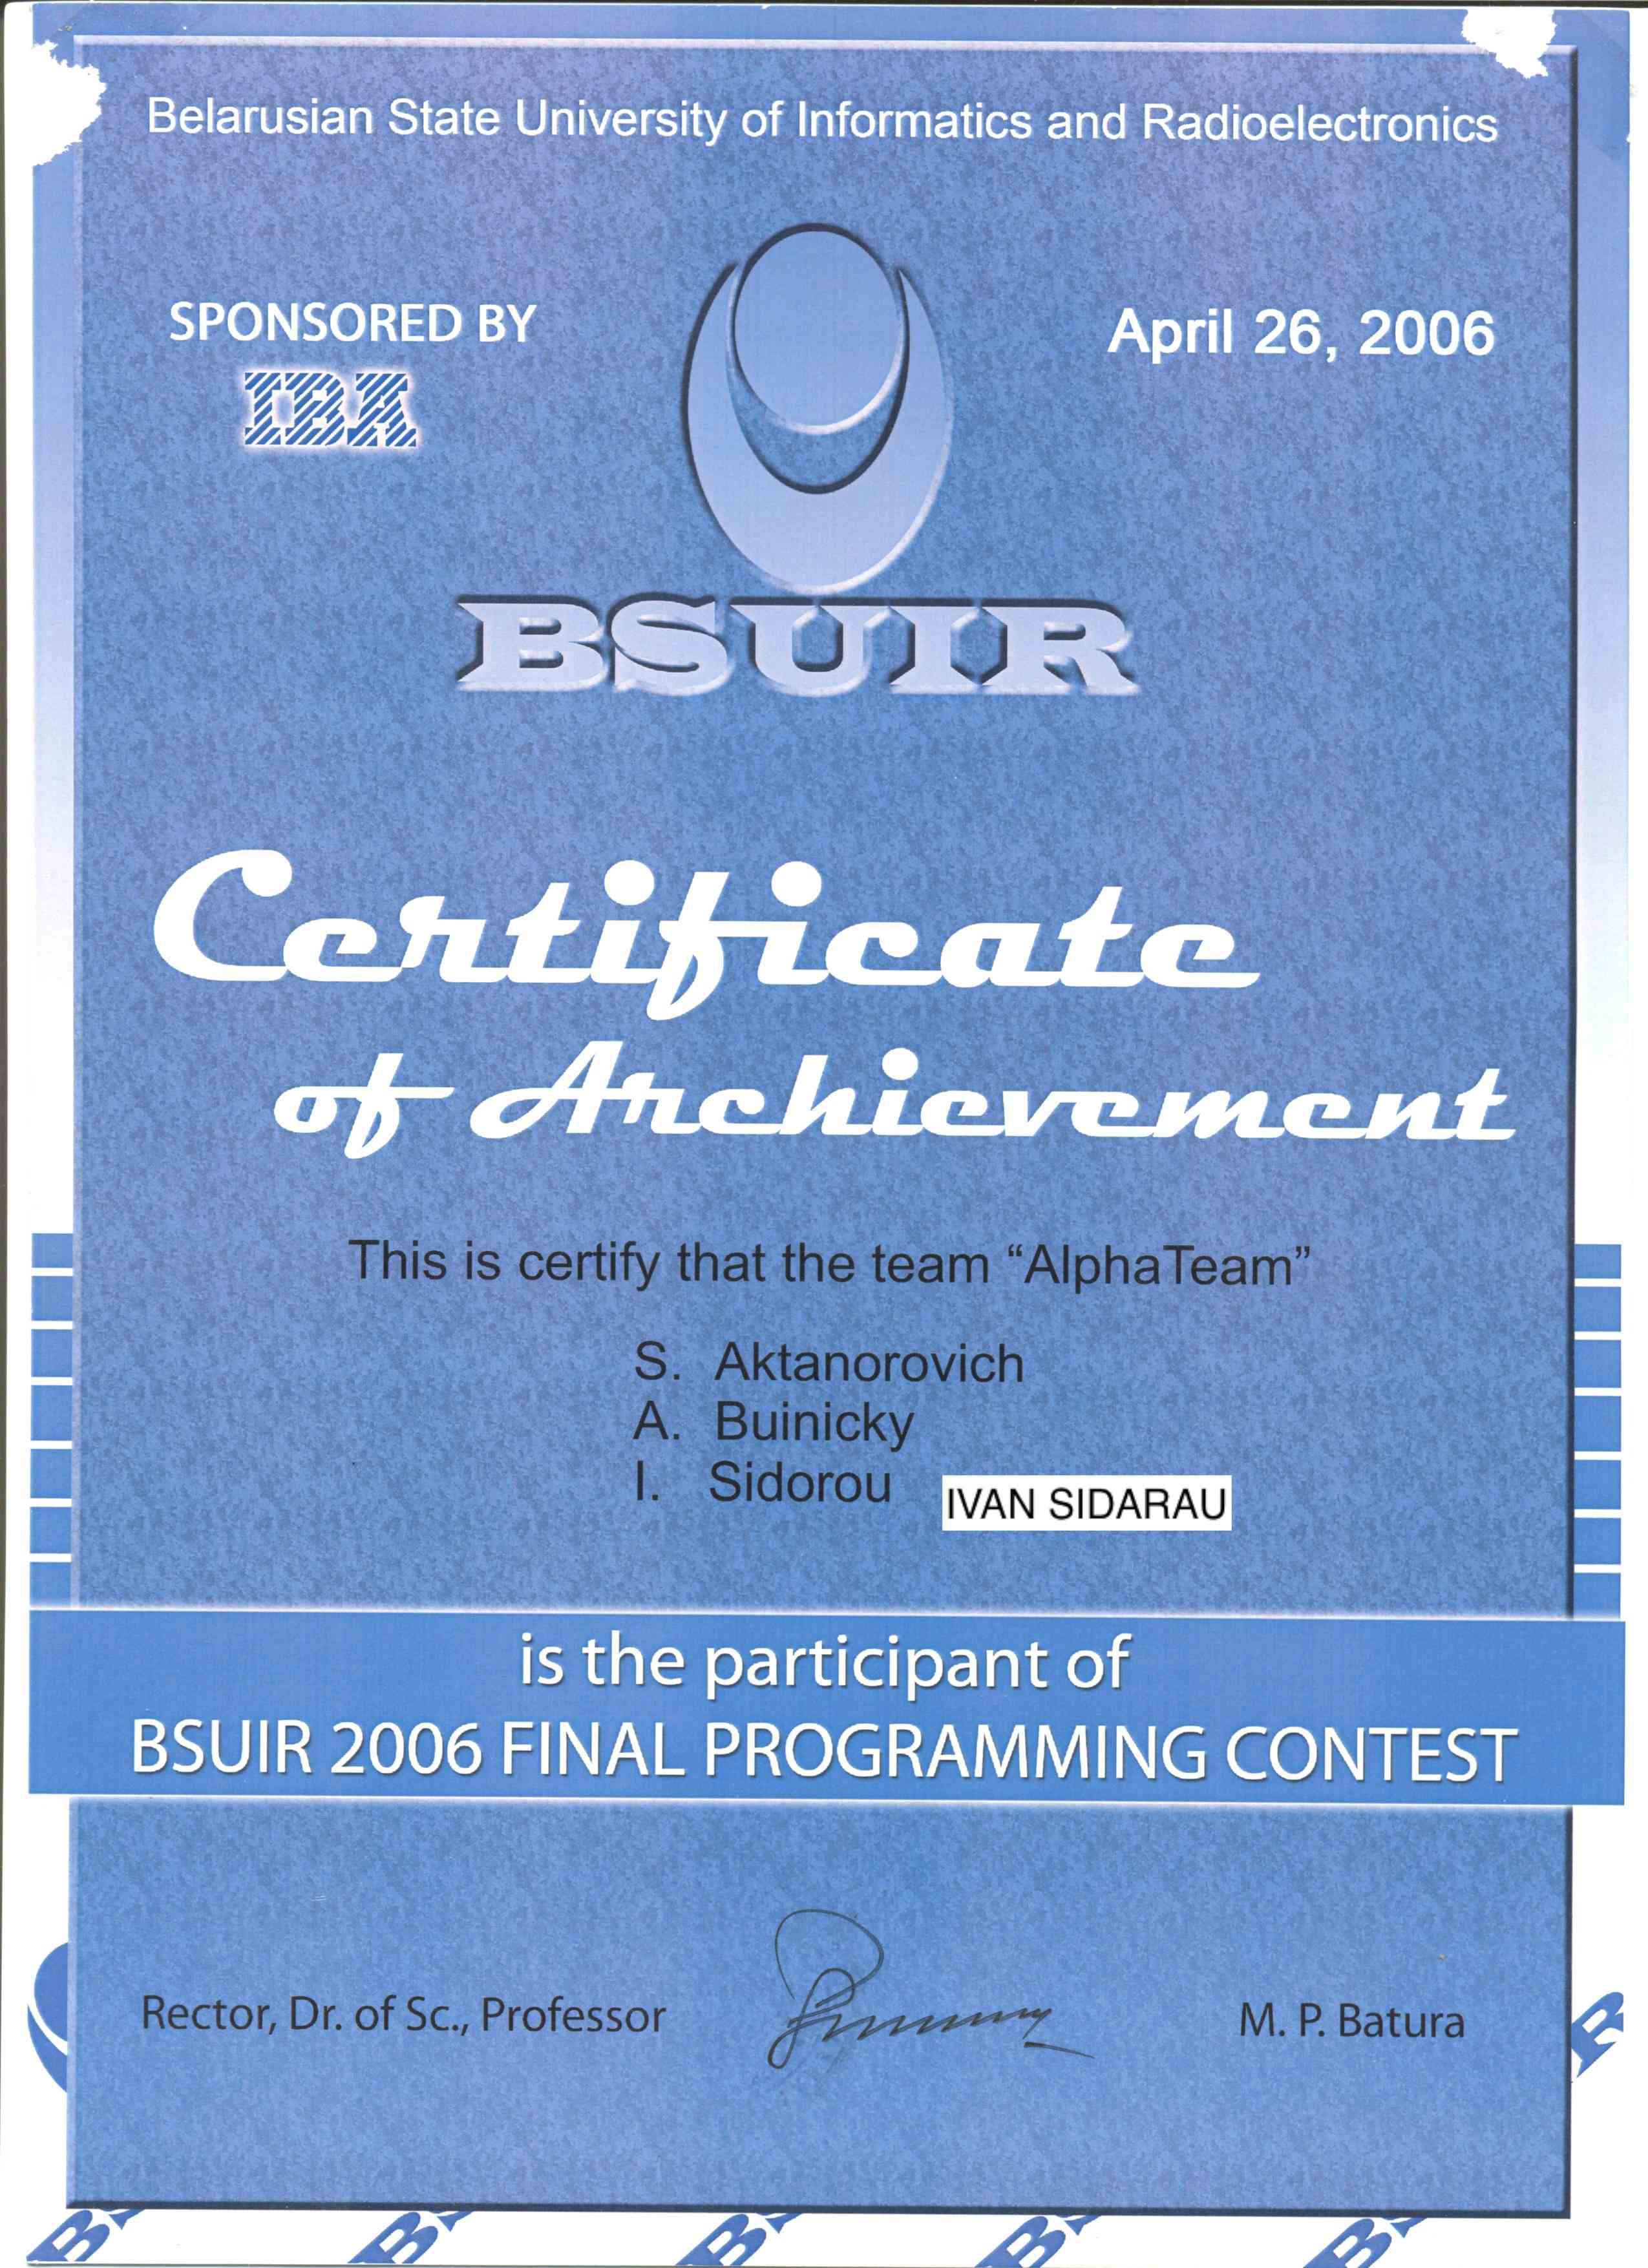 Belarusian State University of Informatics and Radioelectronics
SPONSORED BY
April 26, 2006
IBA
BSUIR
Certificate
of Archievement
This is certify that the team “AlphaTeam”
S. Aktanorovich
A. Buinicky
I. Sidorou
IVAN SIDARAU
is the participant of
BSUIR 2006 FINAL PROGRAMMING CONTEST
Rector, Dr. of Sc., Professor
M. P. Batura